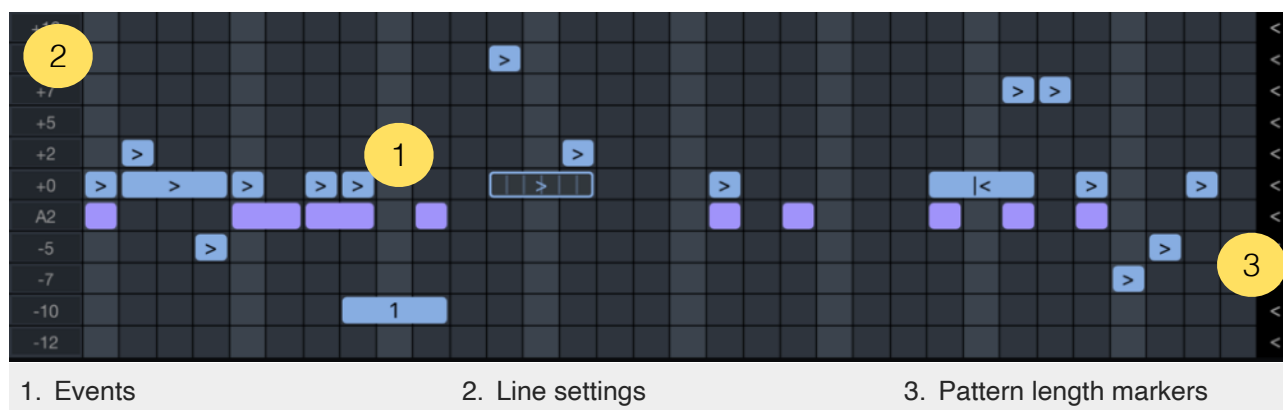 <
2 > <
+7 > > <
+5 <
+2 > 1 > <
+0 > > > > > > > |< > > <
A2 <
-5 > > 3
-7 >
-10 1 <
-12 <
1. Events 2. Line settings 3. Pattern length markers